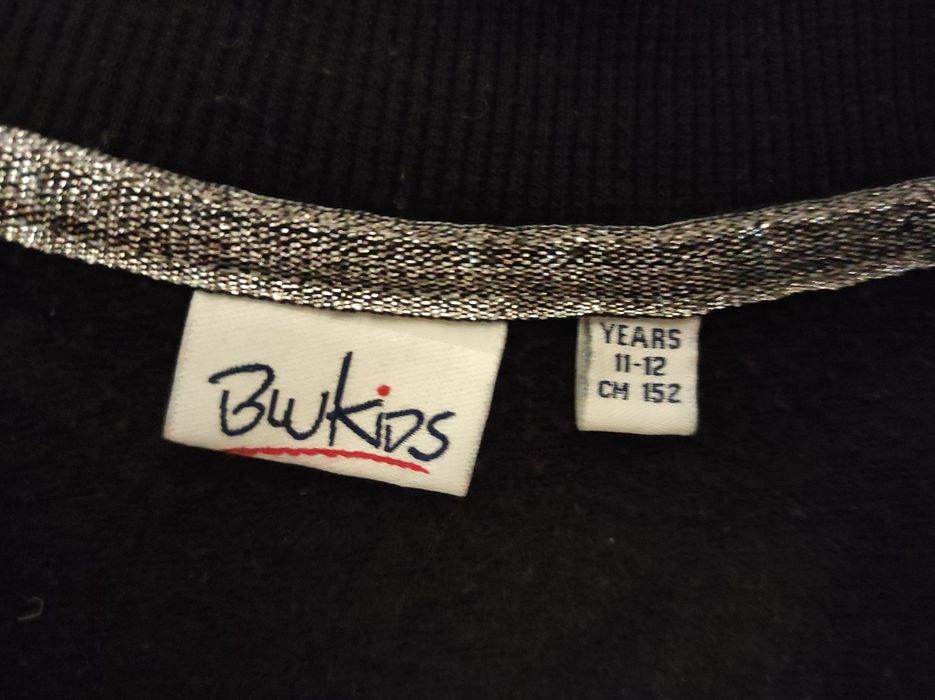 BluKids
YEARS
11-12
CM 152